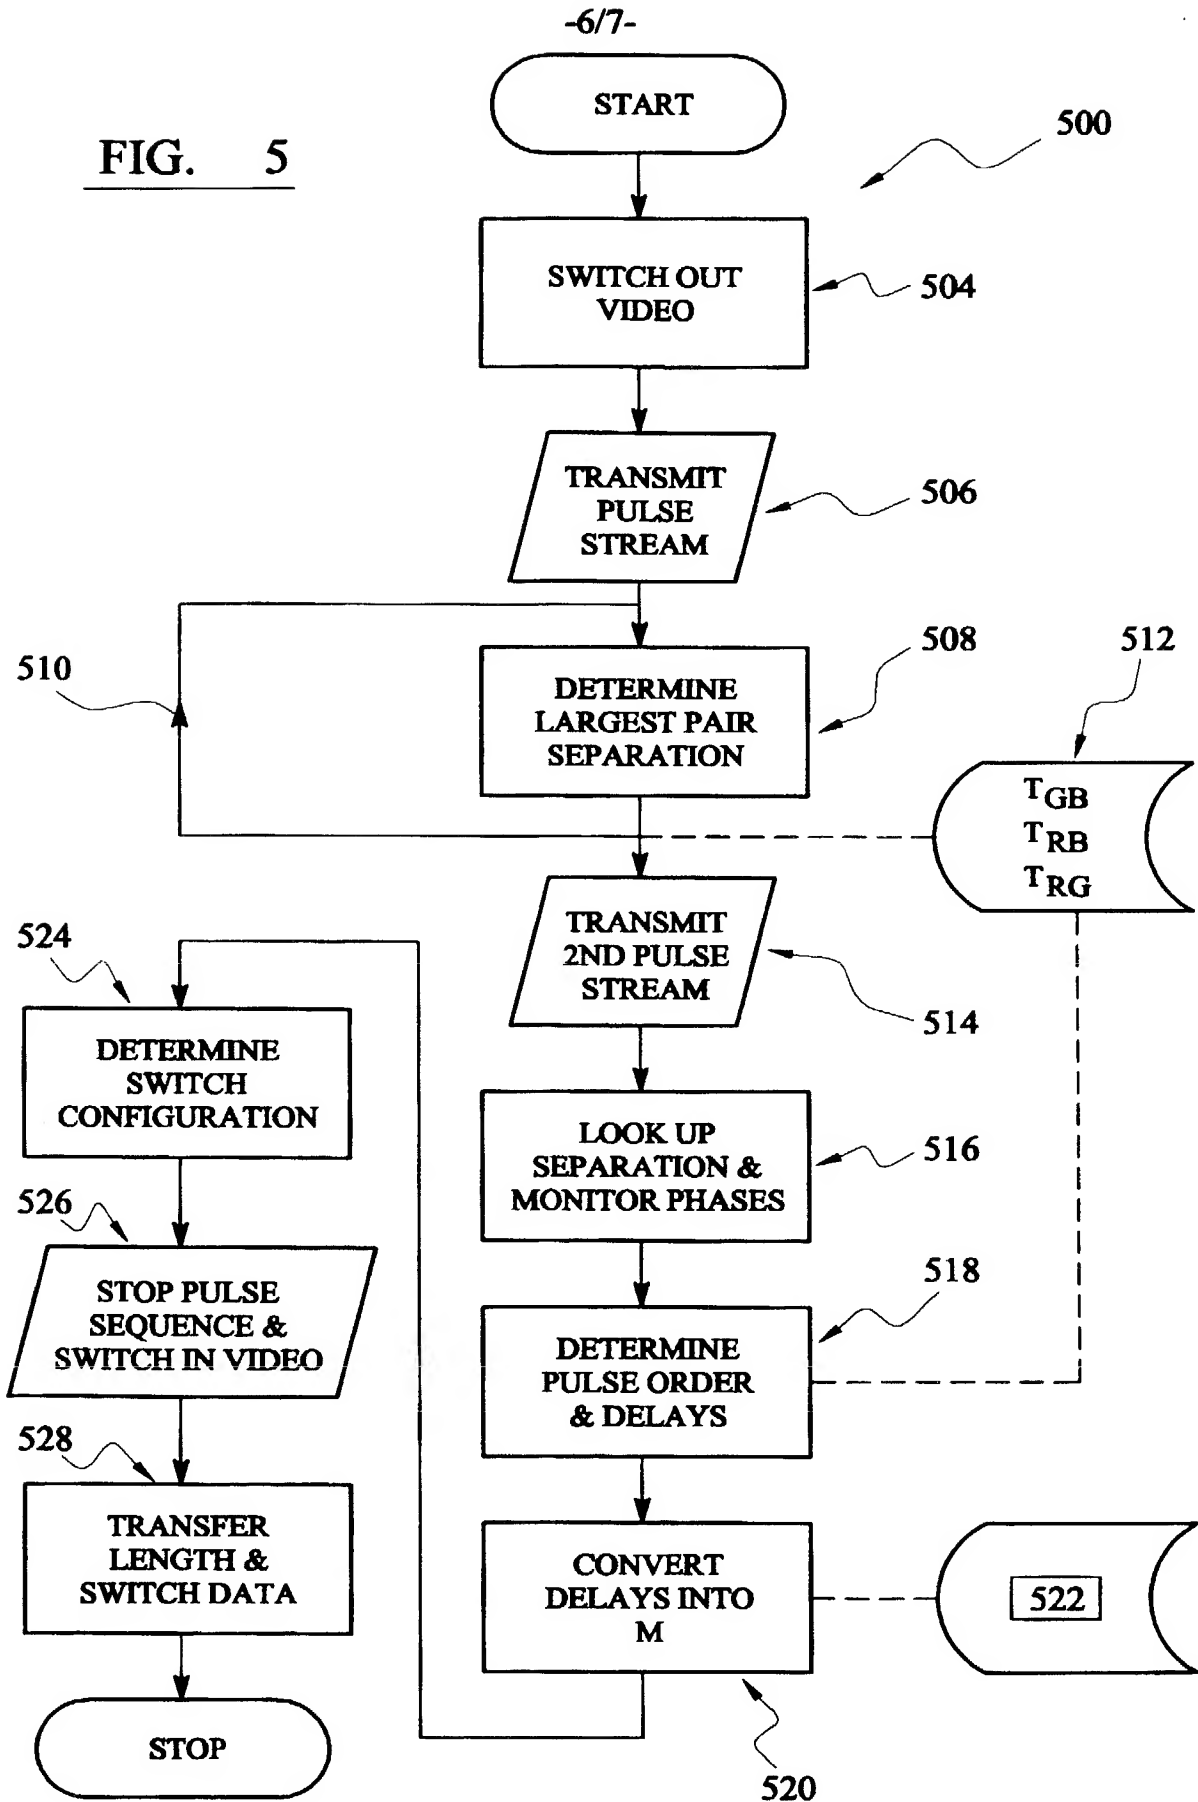 -6/7-
START
FIG. 5
500
SWITCH OUT
VIDEO
504
TRANSMIT
PULSE
STREAM
506
510
DETERMINE
LARGEST PAIR
SEPARATION
508
512
TGB
TRB
TRG
TRANSMIT
2ND PULSE
STREAM
514
LOOK UP
SEPARATION &
MONITOR PHASES
516
DETERMINE
PULSE ORDER
& DELAYS
518
CONVERT
DELAYS INTO
M
520
522
524
DETERMINE
SWITCH
CONFIGURATION
526
STOP PULSE
SEQUENCE &
SWITCH IN VIDEO
528
TRANSFER
LENGTH &
SWITCH DATA
STOP